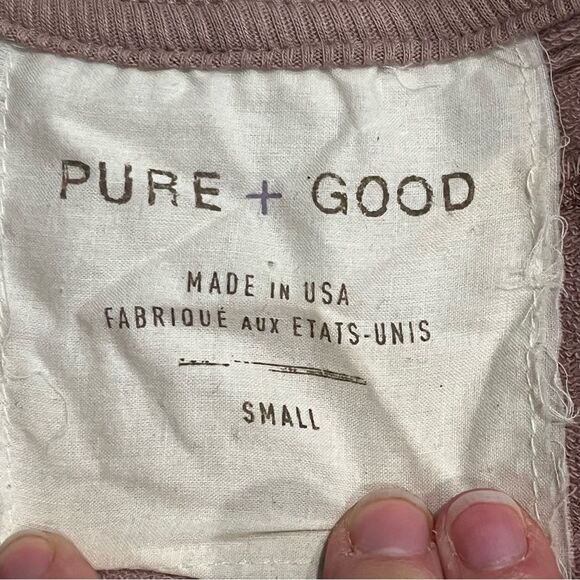 PURE + GOOD
MADE IN USA
FABRIQUÉ AUX ETATS-UNIS
SMALL